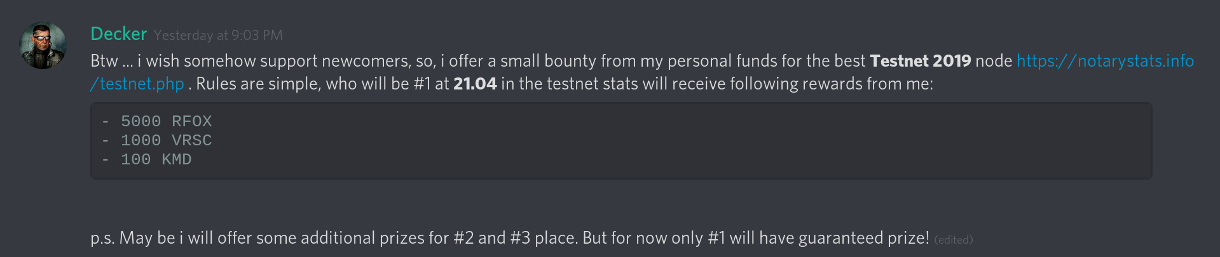 Decker Yesterday at 9:03 PM
Btw ... i wish somehow support newcomers, so, i offer a small bounty from my personal funds for the best Testnet 2019 node https://notarystats.info
/testnet.php . Rules are simple, who will be #1 at 21.04 in the testnet stats will receive following rewards from me:
- 5000 RFOX
- 1000 VRSC
- 100 KMD
p.s. May be i will offer some additional prizes for #2 and #3 place. But for now only #1 will have guaranteed prize! (edited)